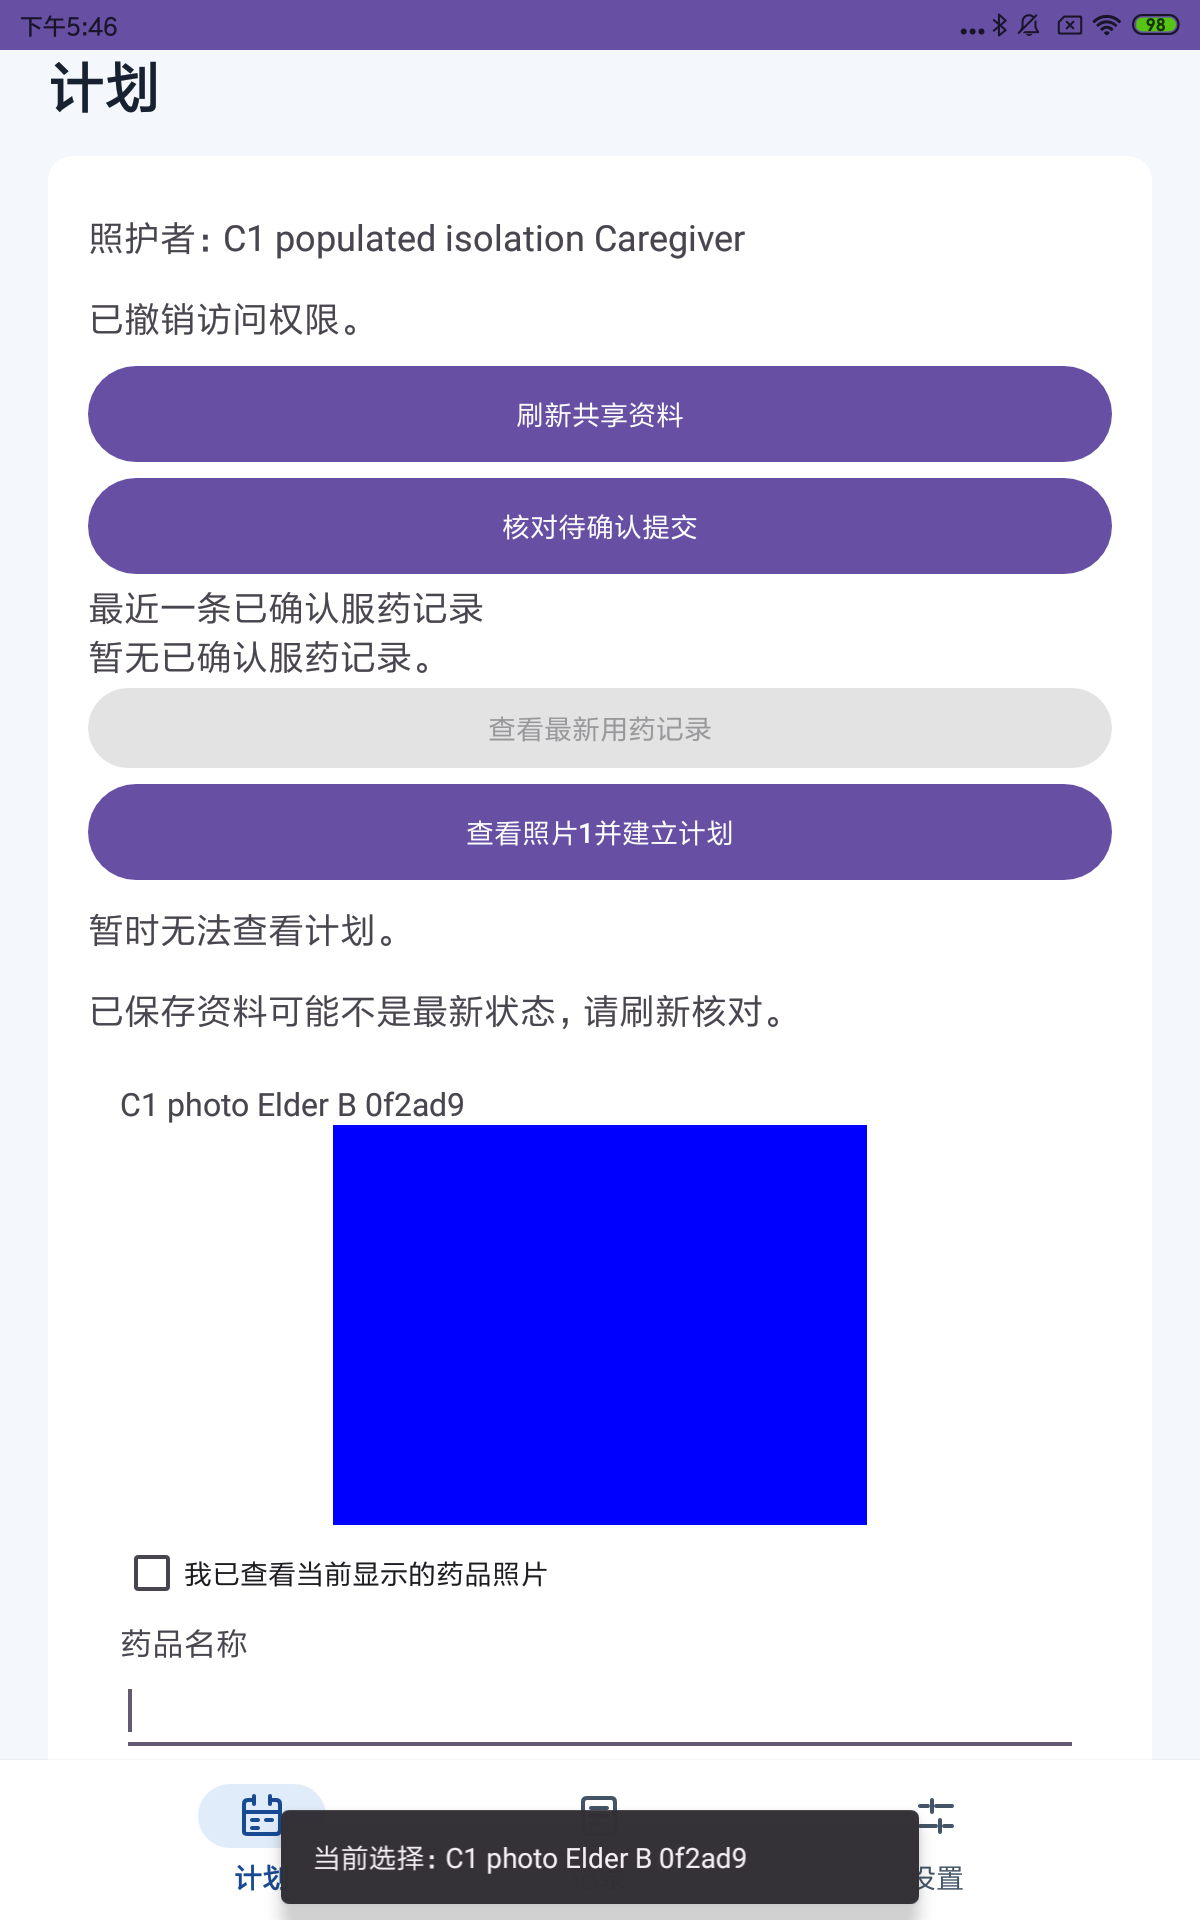 下午5:46
98
计划
照护者：C1 populated isolation Caregiver
已撤销访问权限。
刷新共享资料
核对待确认提交
最近一条已确认服药记录
暂无已确认服药记录。
查看最新用药记录
查看照片1并建立计划
暂时无法查看计划。
已保存资料可能不是最新状态，请刷新核对。
C1 photo Elder B 0f2ad9
我已查看当前显示的药品照片
药品名称
当前选择：C1 photo Elder B 0f2ad9
计划
设置